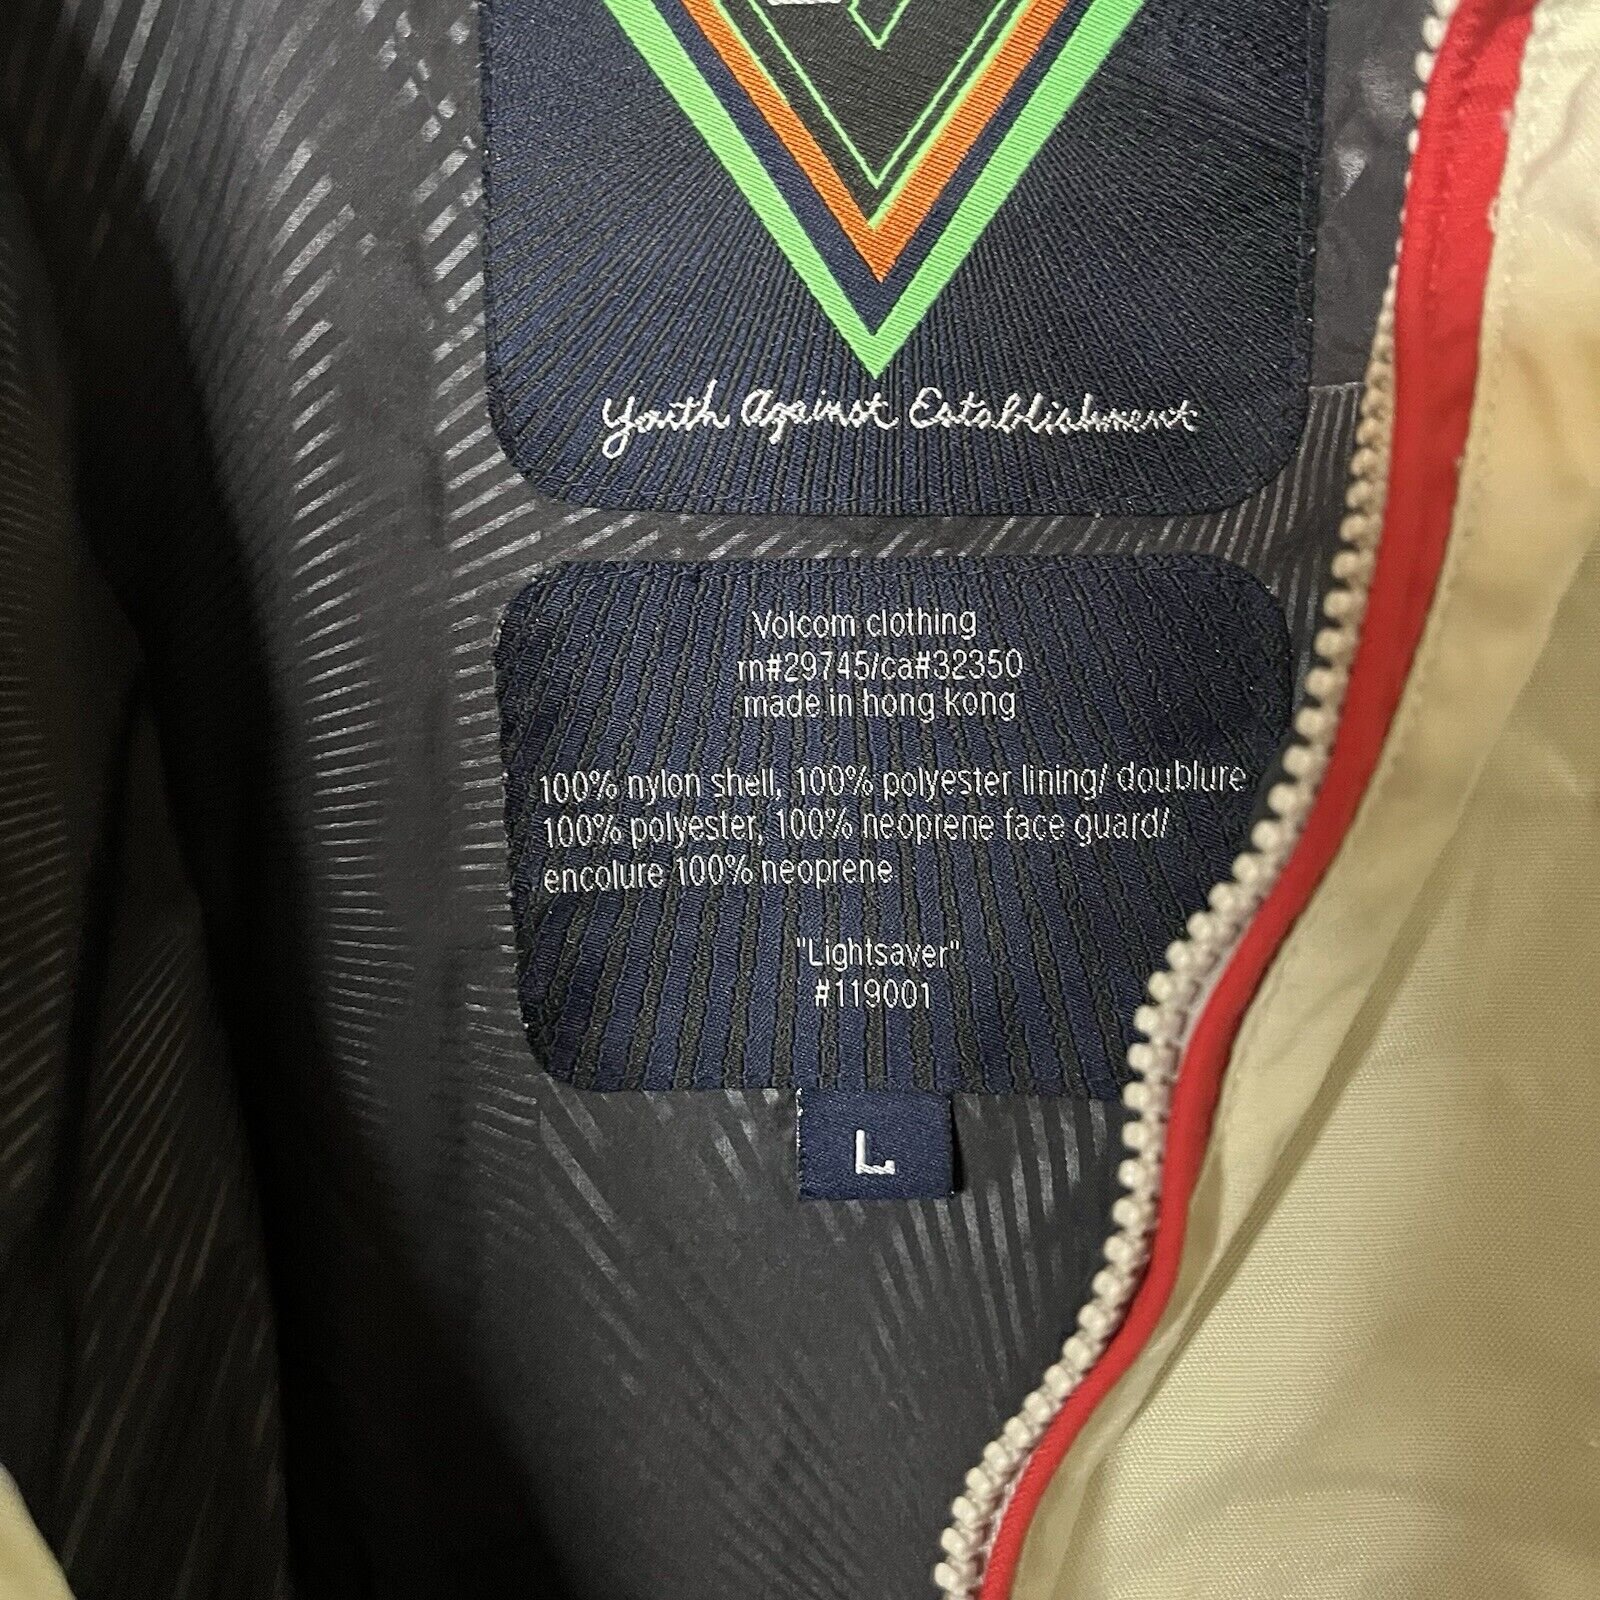 Youth Against Establishment
Volcom clothing
rn#29745/ca#32350
made in hong kong
100% nylon shell, 100% polyester lining/ doublure
100% polyester, 100% neoprene face guard/
encolure 100% neoprene
"Lightsaver"
#119001
L